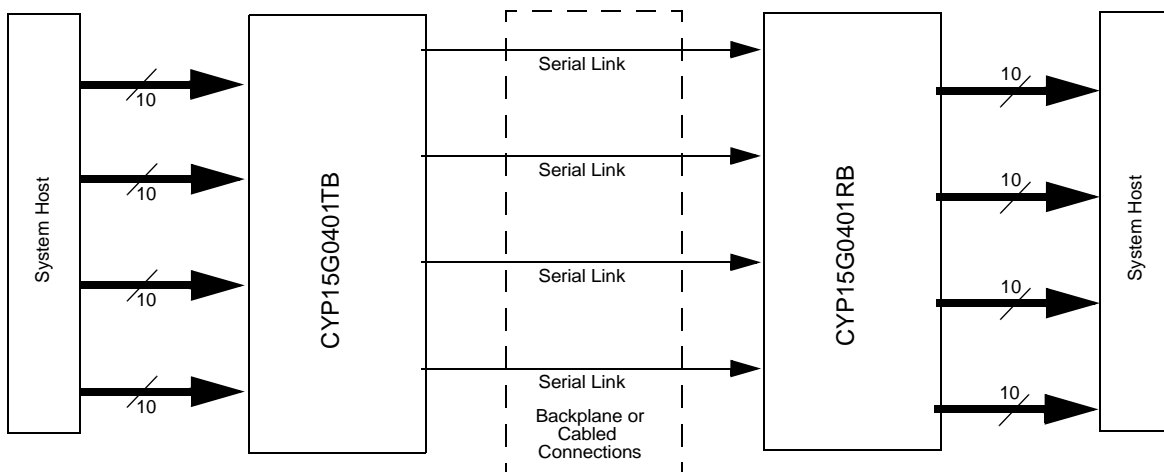 System Host
10
10
10
10
CYP15G0401TB
Serial Link
Serial Link
Serial Link
Serial Link
Backplane or
Cabled
Connections
CYP15G0401RB
10
10
10
10
System Host